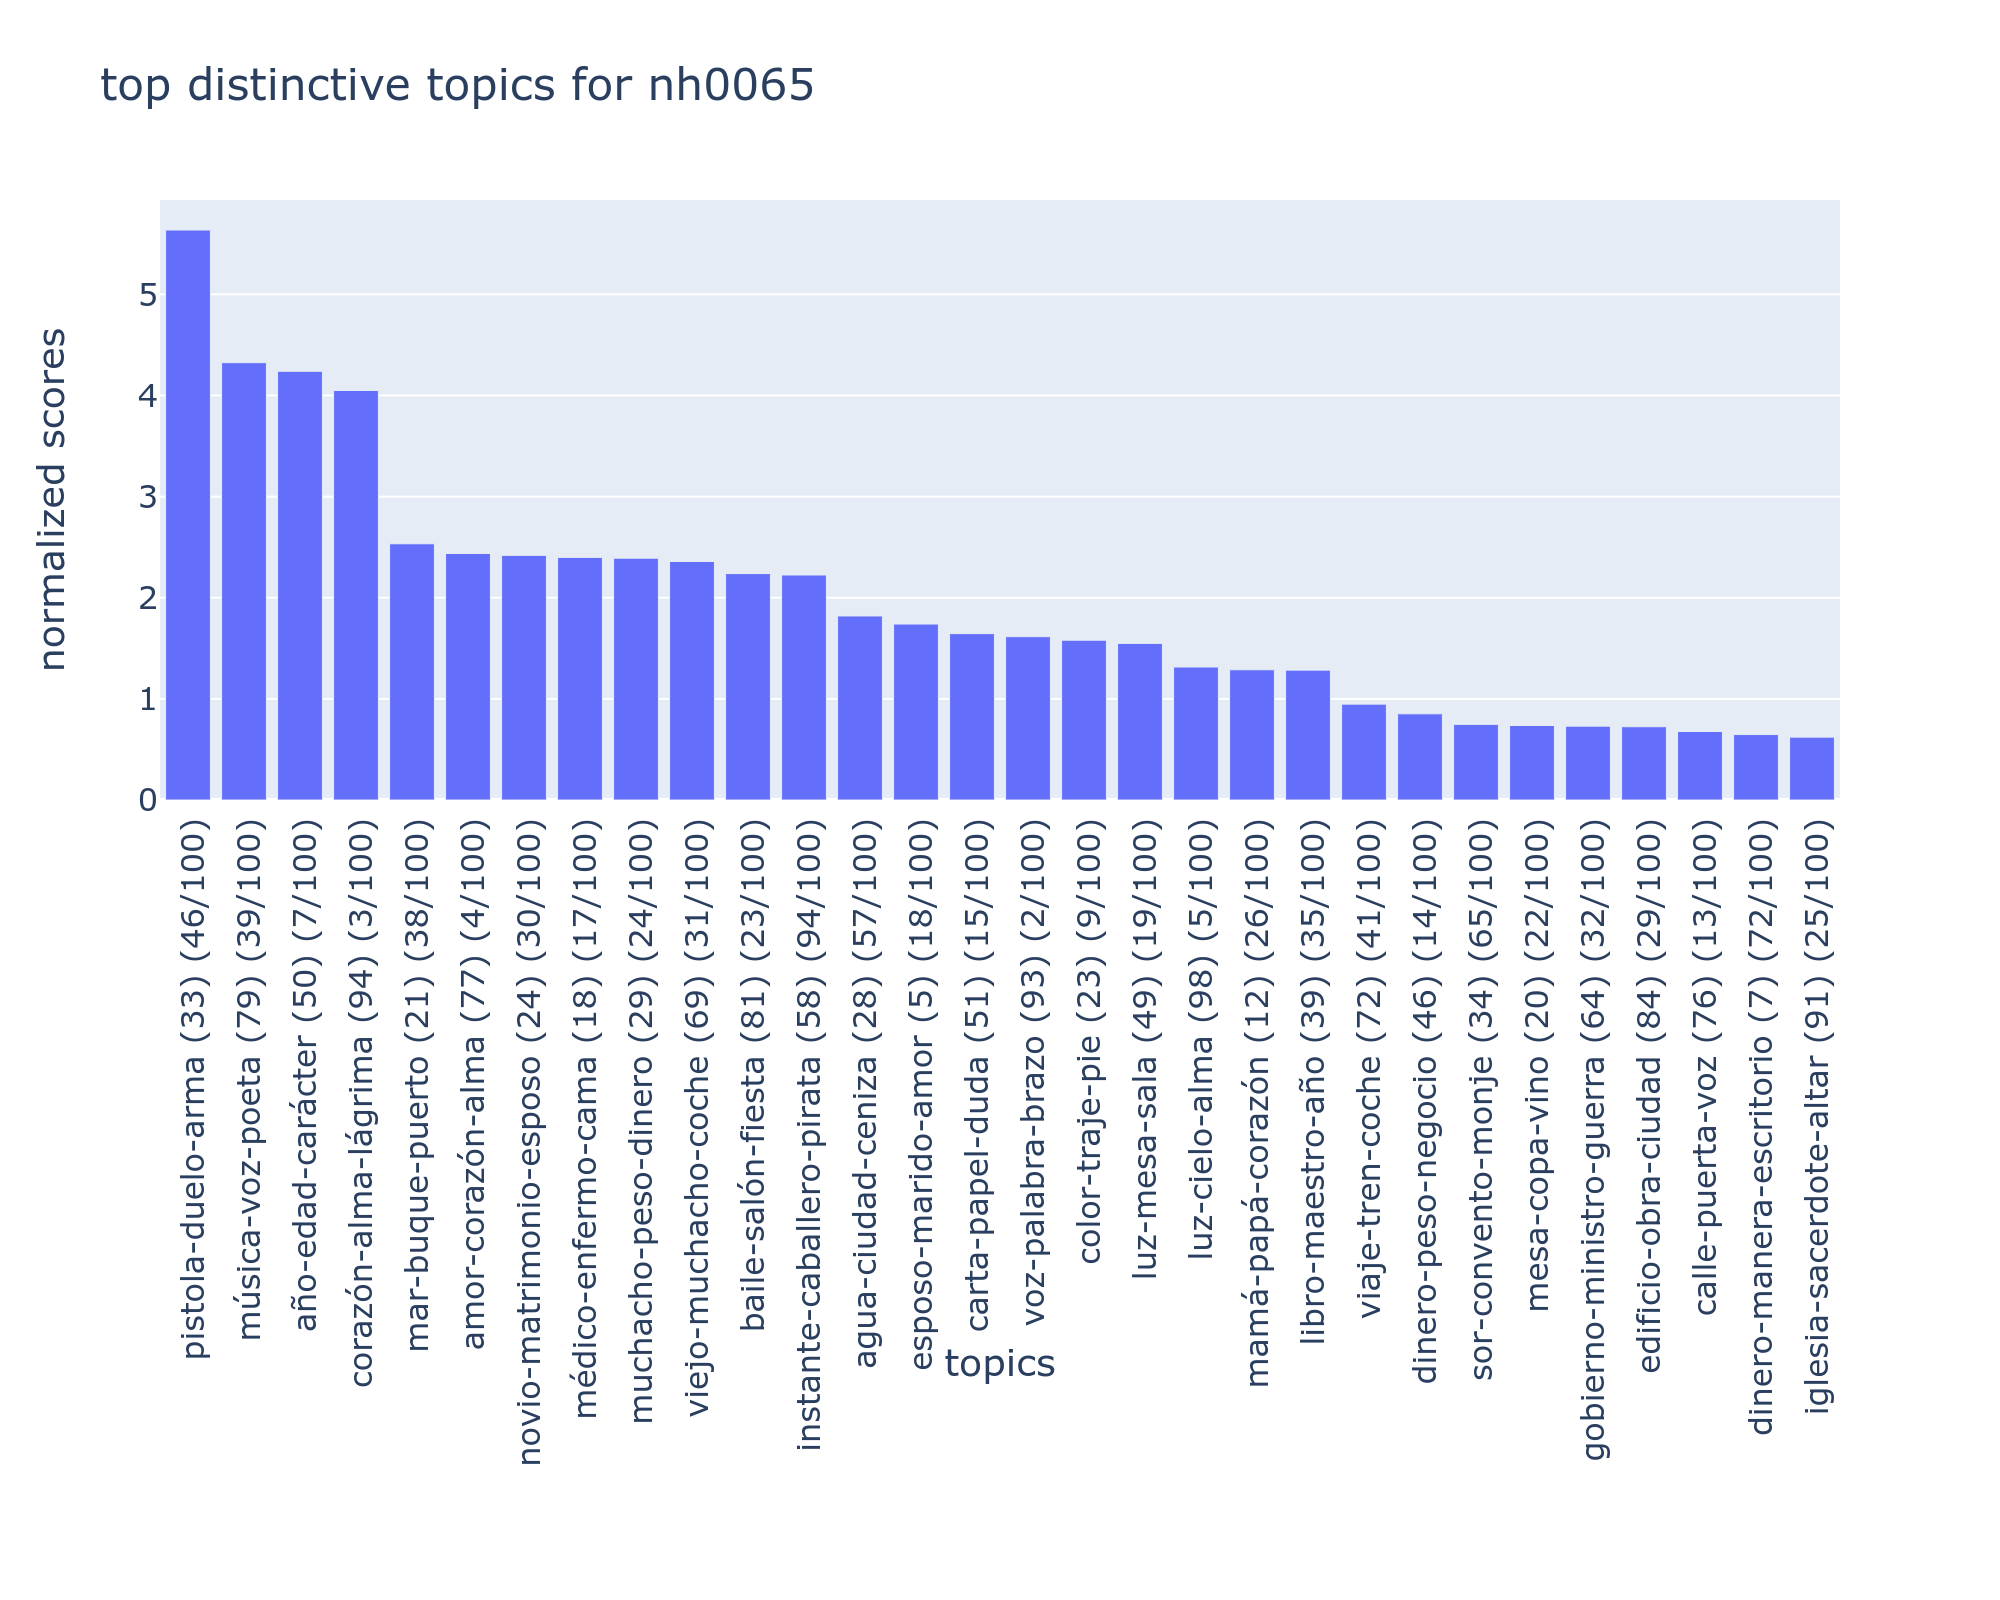 top distinctive topics for nh0065
normalized scores
5
4
3
2
1
0
pistola-duelo-arma (33) (46/100)
música-voz-poeta (79) (39/100)
año-edad-carácter (50) (7/100)
corazón-alma-lágrima (94) (3/100)
mar-buque-puerto (21) (38/100)
amor-corazón-alma (77) (4/100)
novio-matrimonio-esposo (24) (30/100)
médico-enfermo-cama (18) (17/100)
muchacho-peso-dinero (29) (24/100)
viejo-muchacho-coche (69) (31/100)
baile-salón-fiesta (81) (23/100)
instante-caballero-pirata (58) (94/100)
agua-ciudad-ceniza (28) (57/100)
esposo-marido-amor (5) (18/100)
carta-papel-duda (51) (15/100)
voz-palabra-brazo (93) (2/100)
color-traje-pie (23) (9/100)
luz-mesa-sala (49) (19/100)
luz-cielo-alma (98) (5/100)
mamá-papá-corazón (12) (26/100)
libro-maestro-año (39) (35/100)
viaje-tren-coche (72) (41/100)
dinero-peso-negocio (46) (14/100)
sor-convento-monje (34) (65/100)
mesa-copa-vino (20) (22/100)
gobierno-ministro-guerra (64) (32/100)
edificio-obra-ciudad (84) (29/100)
calle-puerta-voz (76) (13/100)
dinero-manera-escritorio (7) (72/100)
iglesia-sacerdote-altar (91) (25/100)
topics